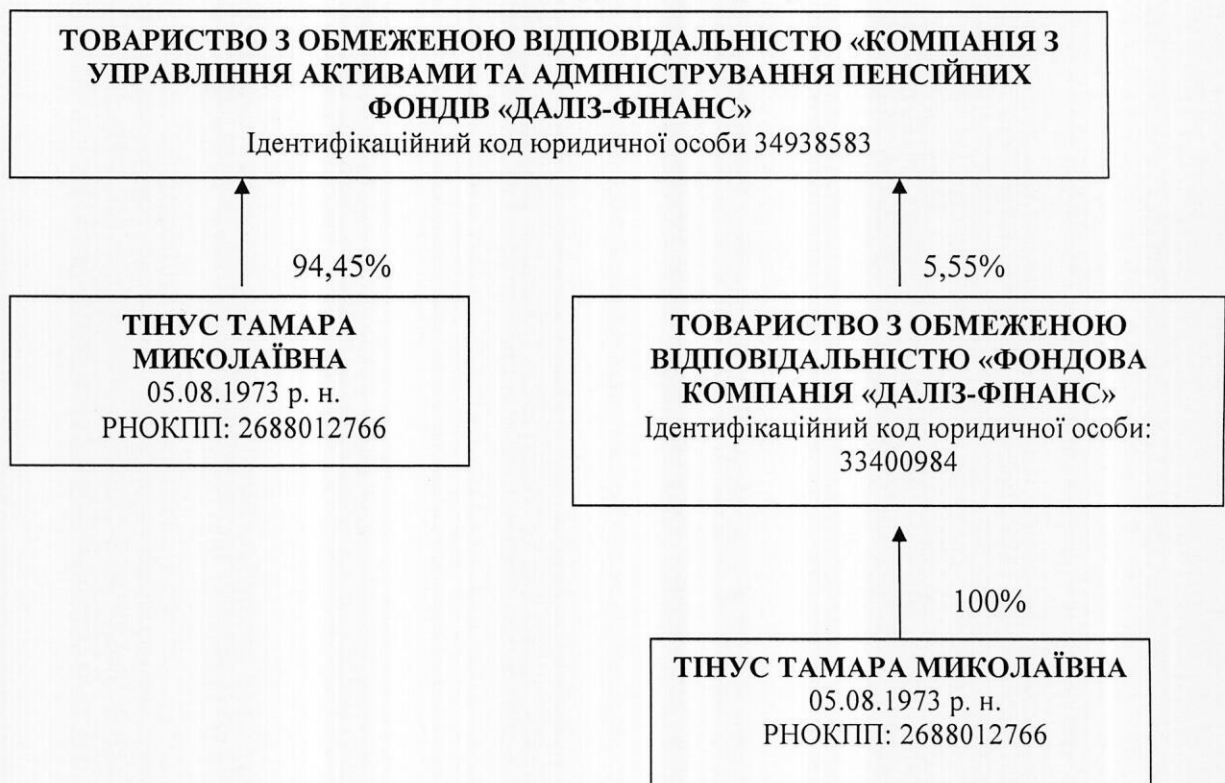 ТОВАРИСТВО З ОБМЕЖЕНОЮ ВІДПОВІДАЛЬНІСТЮ «КОМПАНІЯ З
УПРАВЛІННЯ АКТИВАМИ ТА АДМІНІСТРУВАННЯ ПЕНСІЙНИХ
ФОНДІВ «ДАЛІЗ-ФІНАНС»
Ідентифікаційний код юридичної особи 34938583
94,45%
5,55%
ТІНУС ТАМАРА
МИКОЛАЇВНА
05.08.1973 р. н.
РНОКПП: 2688012766
ТОВАРИСТВО З ОБМЕЖЕНОЮ
ВІДПОВІДАЛЬНІСТЮ «ФОНДОВА
КОМПАНІЯ «ДАЛІЗ-ФІНАНС»
Ідентифікаційний код юридичної особи:
33400984
100%
ТІНУС ТАМАРА МИКОЛАЇВНА
05.08.1973 р. н.
РНОКПП: 2688012766